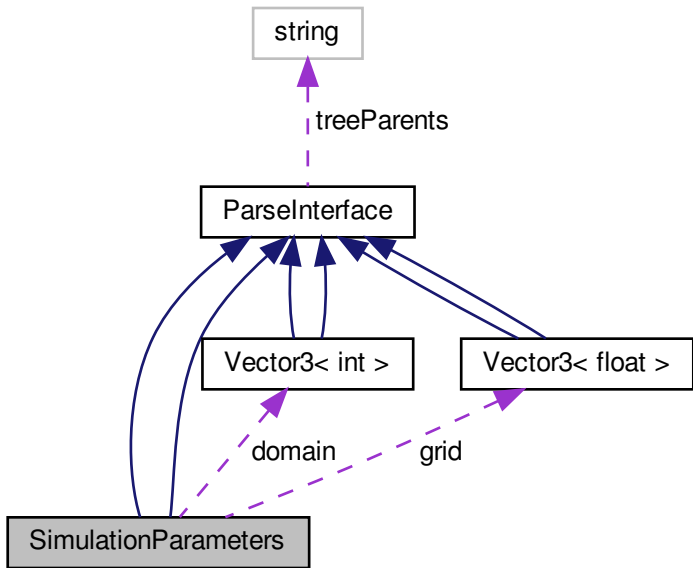 string
treeParents
ParseInterface
Vector3< int >
Vector3< float >
domain
grid
SimulationParameters